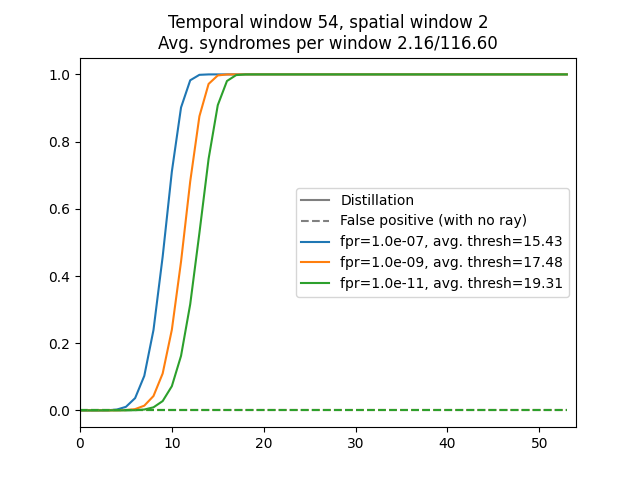 Temporal window 54, spatial window 2
Avg. syndromes per window 2.16/116.60
1.0
0.8
0.6
0.4
0.2
0.0
Distillation
False positive (with no ray)
fpr=1.0e-07, avg. thresh=15.43
fpr=1.0e-09, avg. thresh=17.48
fpr=1.0e-11, avg. thresh=19.31
0 10 20 30 40 50